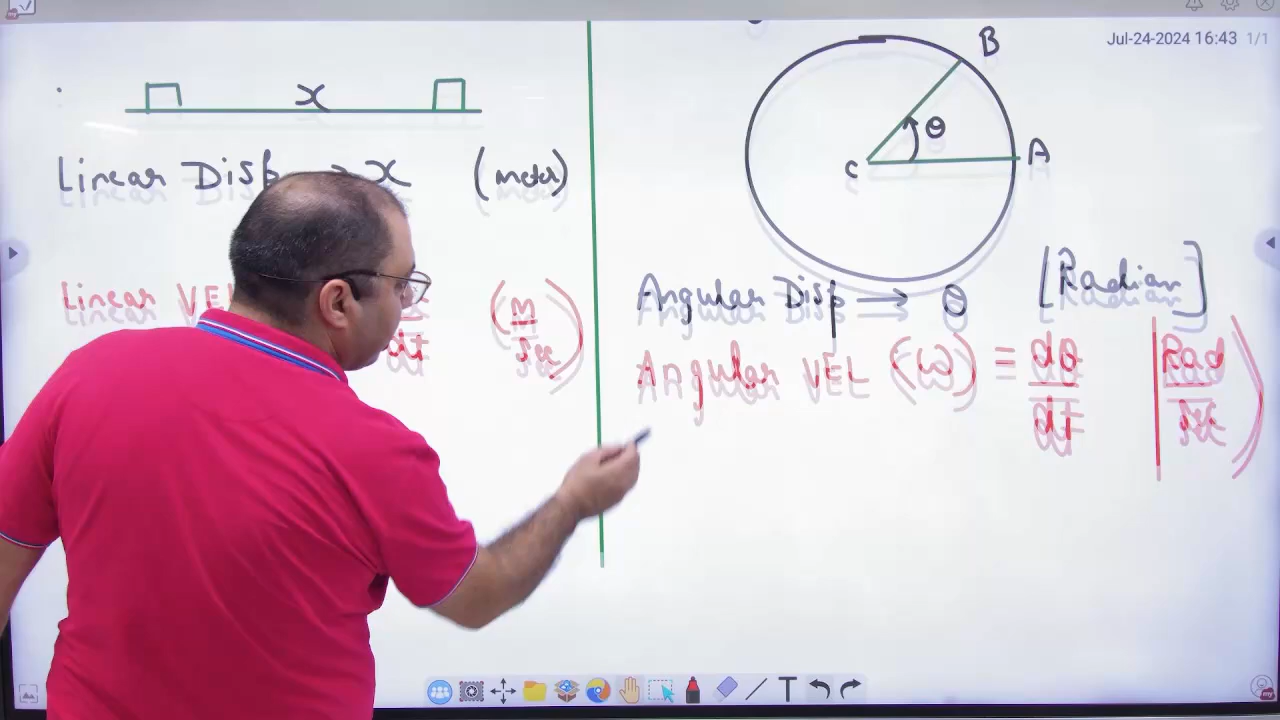 Jul-24-2024 16:43 1/1
x
Linear Disp → x (meter)
Linear VEL
dt (m/sec)
B
θ
C A
Angular Disp → θ [Radian]
Angular VEL (ω) = dθ/dt | Rad/sec )
T